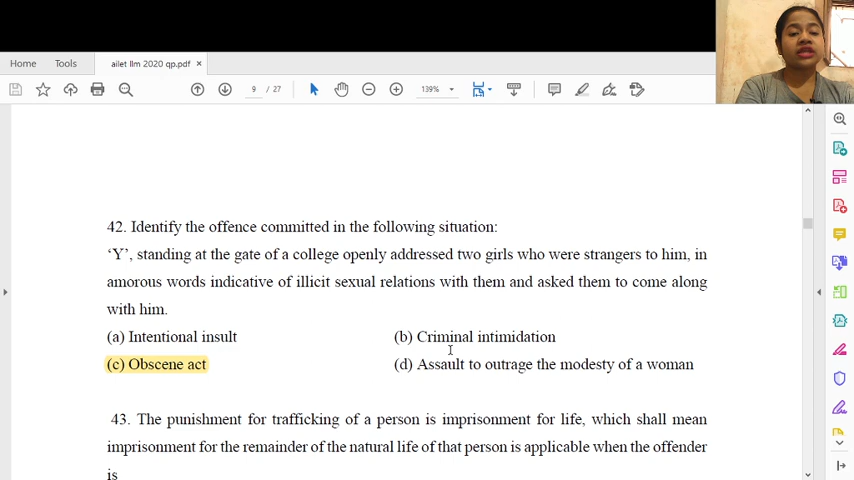 Home Tools ailet llm 2020 qp.pdf ×
9 / 27 139%
42. Identify the offence committed in the following situation:
‘Y’, standing at the gate of a college openly addressed two girls who were strangers to him, in
amorous words indicative of illicit sexual relations with them and asked them to come along
with him.
(a) Intentional insult (b) Criminal intimidation
(c) Obscene act (d) Assault to outrage the modesty of a woman
43. The punishment for trafficking of a person is imprisonment for life, which shall mean
imprisonment for the remainder of the natural life of that person is applicable when the offender
is